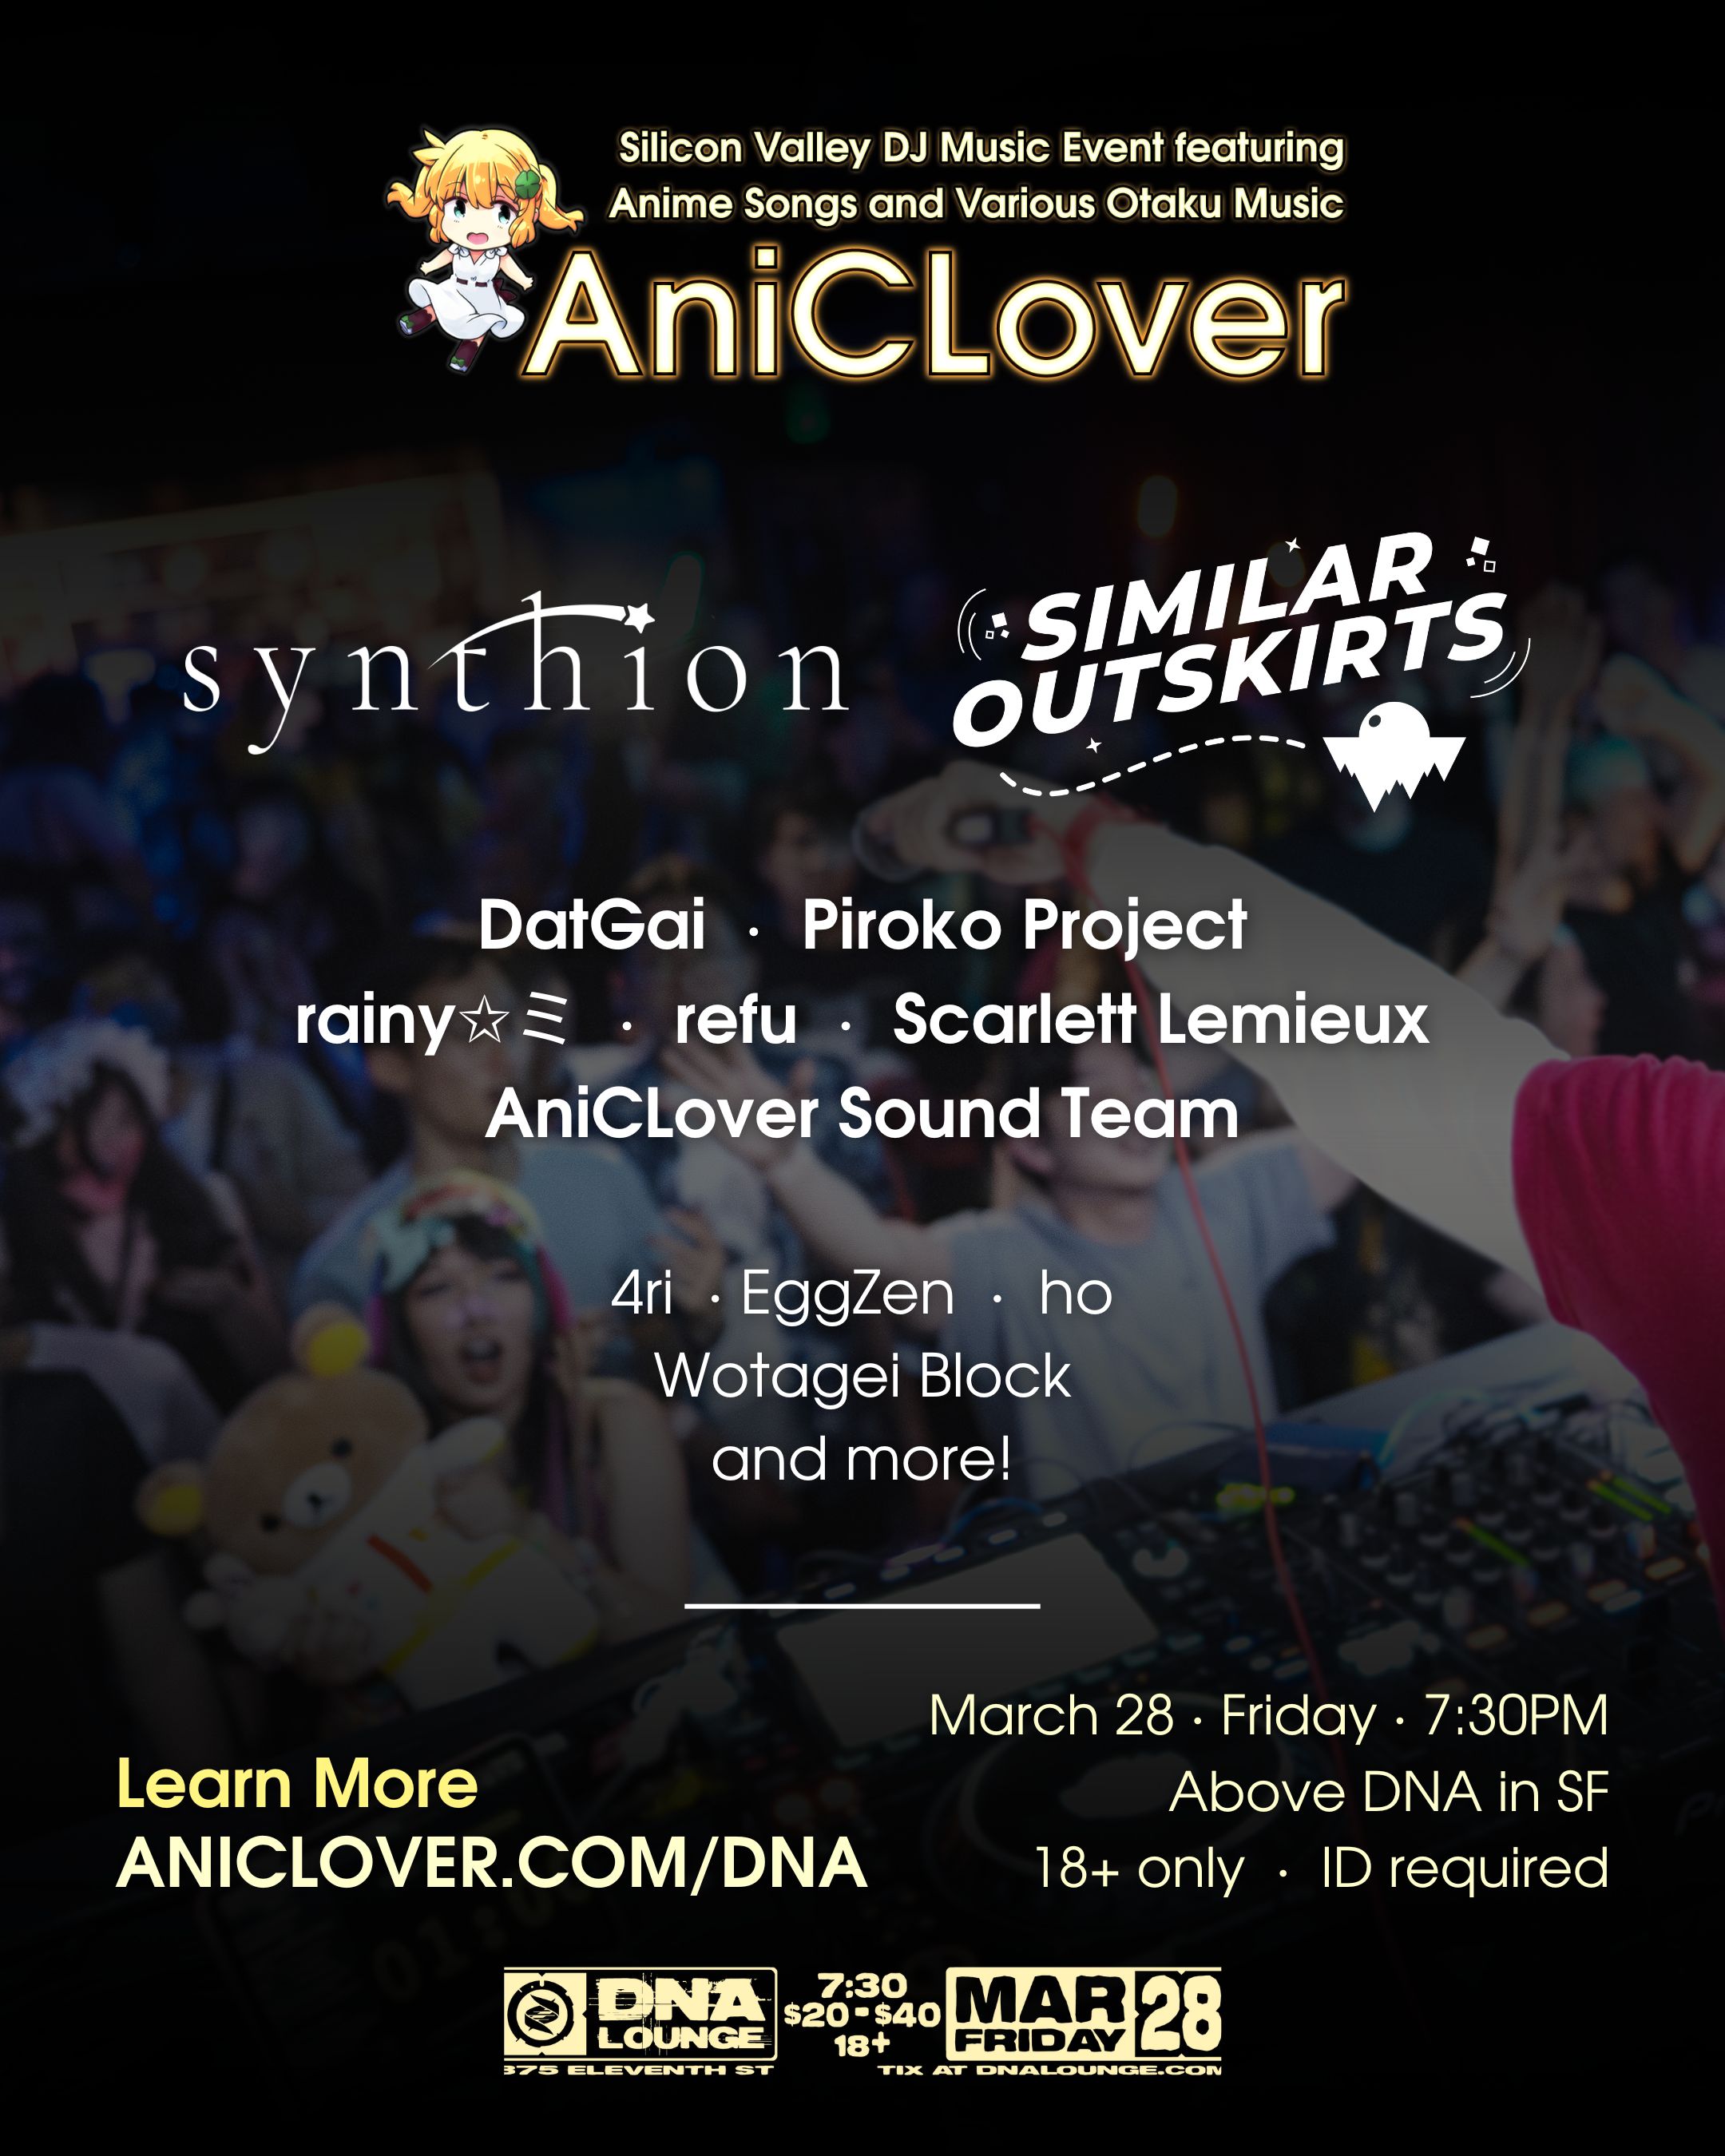 Silicon Valley DJ Music Event featuring
Anime Songs and Various Otaku Music
AniCLover
synthion
SIMILAR
OUTSKIRTS
DatGai · Piroko Project
rainy☆ミ · refu · Scarlett Lemieux
AniCLover Sound Team
4ri · EggZen · ho
Wotagei Block
and more!
March 28 · Friday · 7:30PM
Above DNA in SF
18+ only · ID required
Learn More
ANICLOVER.COM/DNA
DNA
LOUNGE
375 ELEVENTH ST
7:30
$20-$40
18+
MAR 28
FRIDAY
TIX AT DNALOUNGE.COM